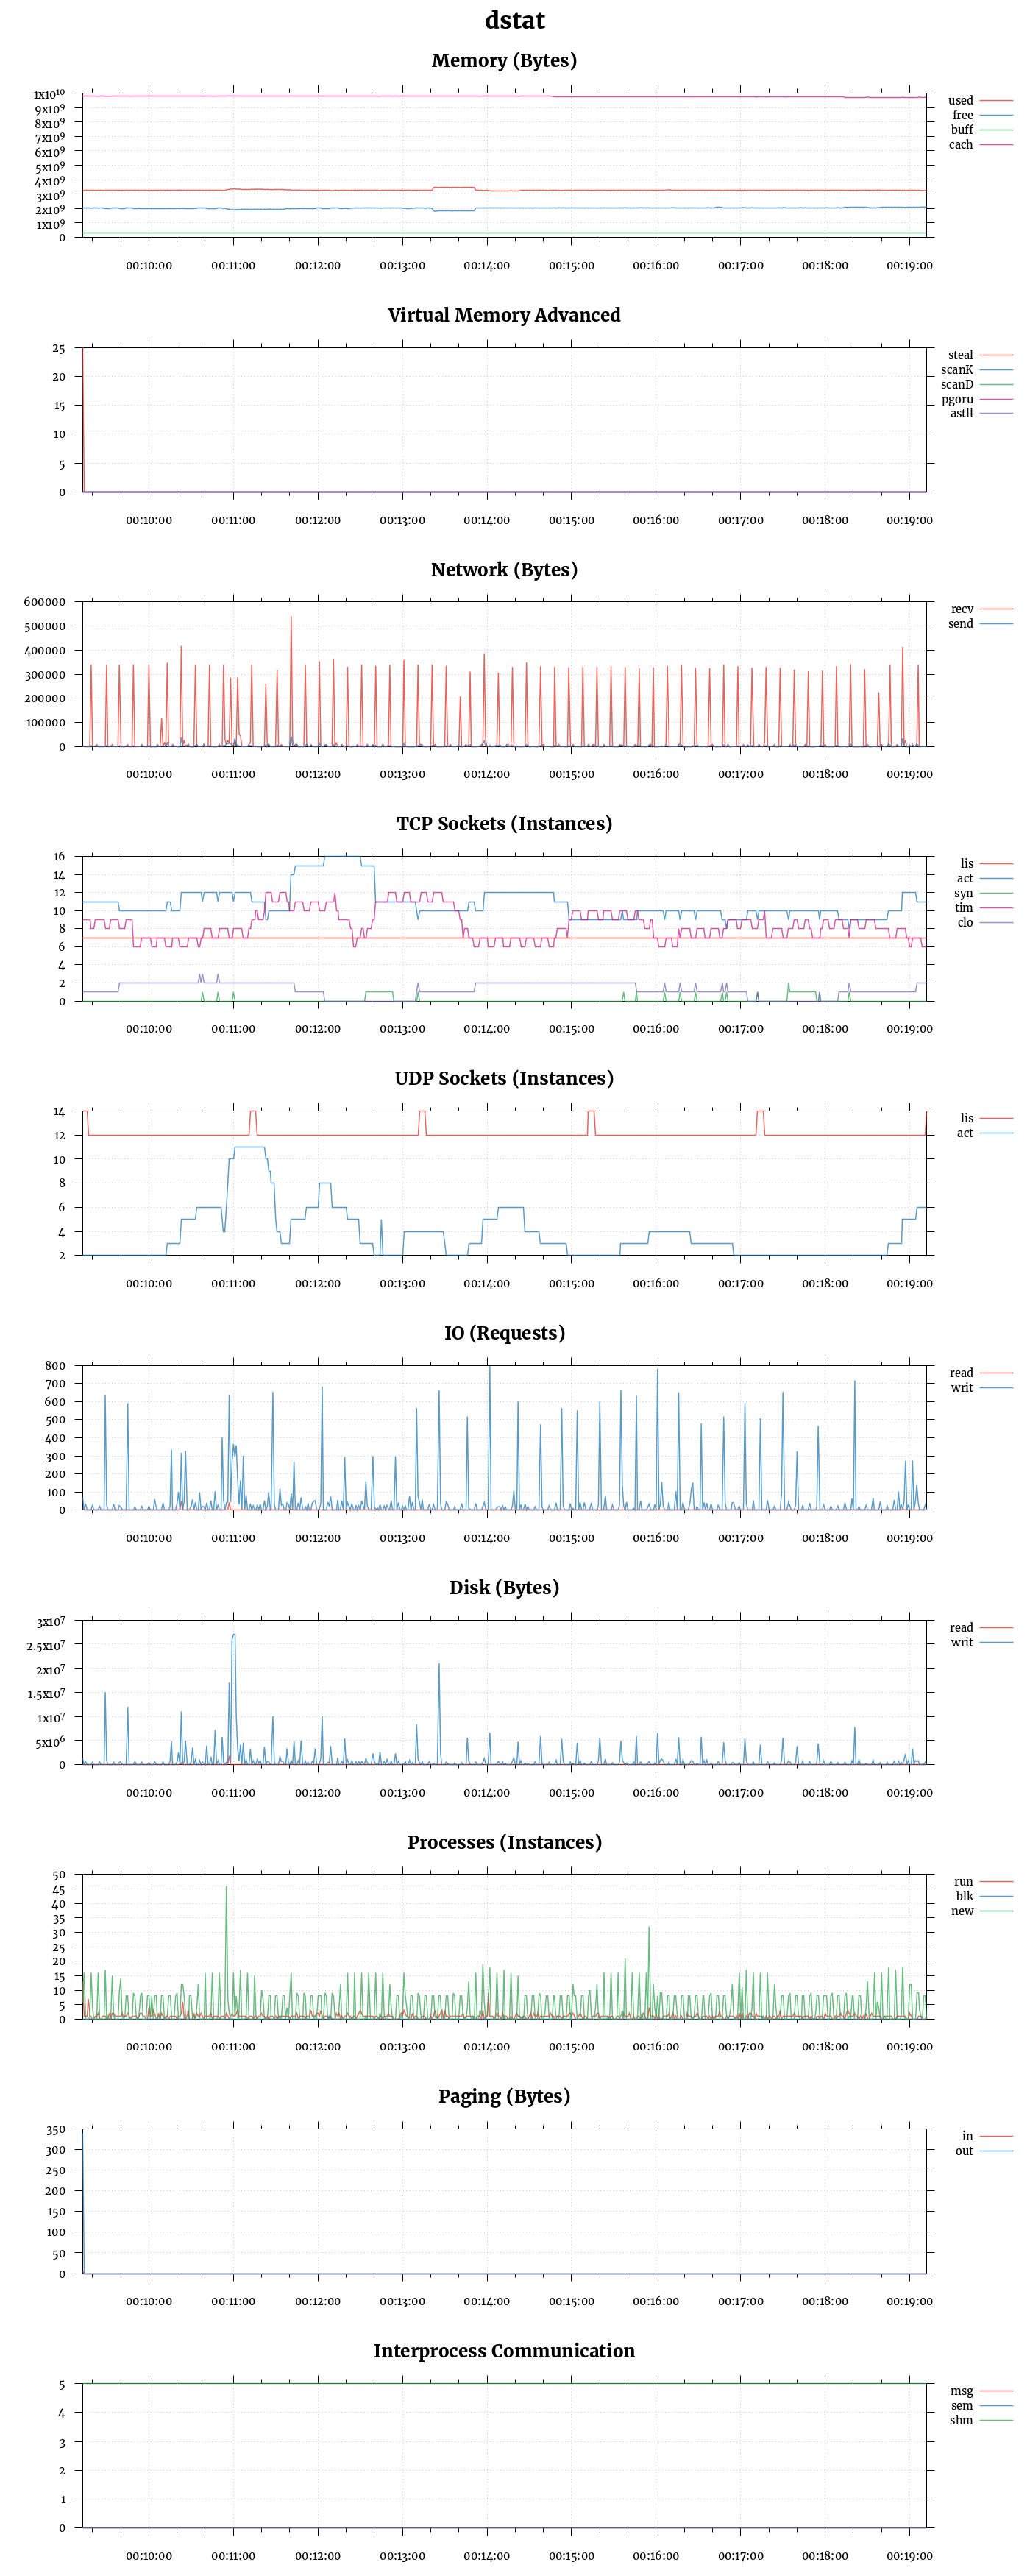 dstat
Memory (Bytes)
1x10¹⁰
9x10⁹
8x10⁹
7x10⁹
6x10⁹
5x10⁹
4x10⁹
3x10⁹
2x10⁹
1x10⁹
0
used
free
buff
cach
00:10:00 00:11:00 00:12:00 00:13:00 00:14:00 00:15:00 00:16:00 00:17:00 00:18:00 00:19:00
Virtual Memory Advanced
25
20
15
10
5
0
steal
scanK
scanD
pgoru
astll
00:10:00 00:11:00 00:12:00 00:13:00 00:14:00 00:15:00 00:16:00 00:17:00 00:18:00 00:19:00
Network (Bytes)
600000
500000
400000
300000
200000
100000
0
recv
send
00:10:00 00:11:00 00:12:00 00:13:00 00:14:00 00:15:00 00:16:00 00:17:00 00:18:00 00:19:00
TCP Sockets (Instances)
16
14
12
10
8
6
4
2
0
lis
act
syn
tim
clo
00:10:00 00:11:00 00:12:00 00:13:00 00:14:00 00:15:00 00:16:00 00:17:00 00:18:00 00:19:00
UDP Sockets (Instances)
14
12
10
8
6
4
2
lis
act
00:10:00 00:11:00 00:12:00 00:13:00 00:14:00 00:15:00 00:16:00 00:17:00 00:18:00 00:19:00
IO (Requests)
800
700
600
500
400
300
200
100
0
read
writ
00:10:00 00:11:00 00:12:00 00:13:00 00:14:00 00:15:00 00:16:00 00:17:00 00:18:00 00:19:00
Disk (Bytes)
3x10⁷
2.5x10⁷
2x10⁷
1.5x10⁷
1x10⁷
5x10⁶
0
read
writ
00:10:00 00:11:00 00:12:00 00:13:00 00:14:00 00:15:00 00:16:00 00:17:00 00:18:00 00:19:00
Processes (Instances)
50
45
40
35
30
25
20
15
10
5
0
run
blk
new
00:10:00 00:11:00 00:12:00 00:13:00 00:14:00 00:15:00 00:16:00 00:17:00 00:18:00 00:19:00
Paging (Bytes)
350
300
250
200
150
100
50
0
in
out
00:10:00 00:11:00 00:12:00 00:13:00 00:14:00 00:15:00 00:16:00 00:17:00 00:18:00 00:19:00
Interprocess Communication
5
4
3
2
1
0
msg
sem
shm
00:10:00 00:11:00 00:12:00 00:13:00 00:14:00 00:15:00 00:16:00 00:17:00 00:18:00 00:19:00